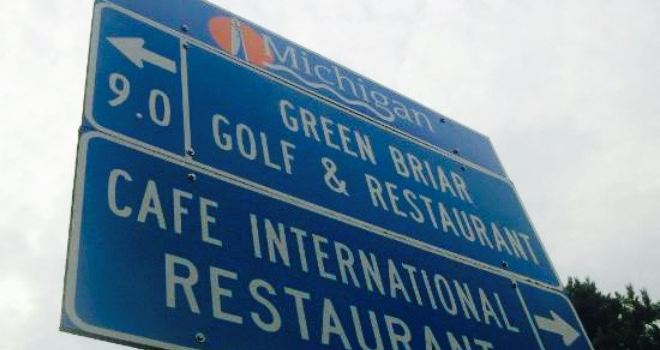 i Michigan
9.0
GREEN BRIAR
GOLF & RESTAURANT
CAFE INTERNATIONAL
RESTAURANT